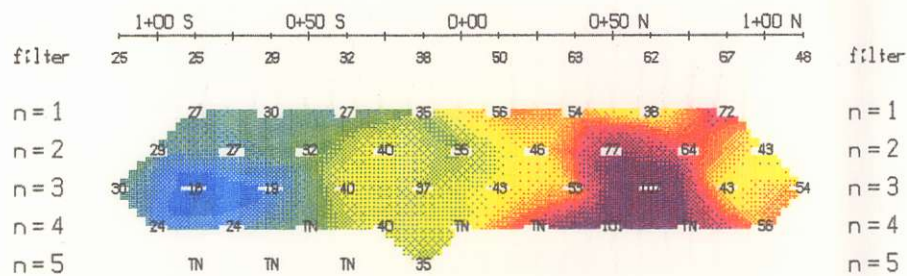 1+00 S 0+50 S 0+00 0+50 N 1+00 N
filter 25 25 29 32 38 50 63 62 67 48 filter
n = 1 27 30 27 35 56 54 38 72 n = 1
n = 2 29 27 32 40 35 46 77 64 43 n = 2
n = 3 30 18 19 40 37 43 53 43 54 n = 3
n = 4 24 24 TN 40 TN TN 101 TN 56 n = 4
n = 5 TN TN TN 35 n = 5